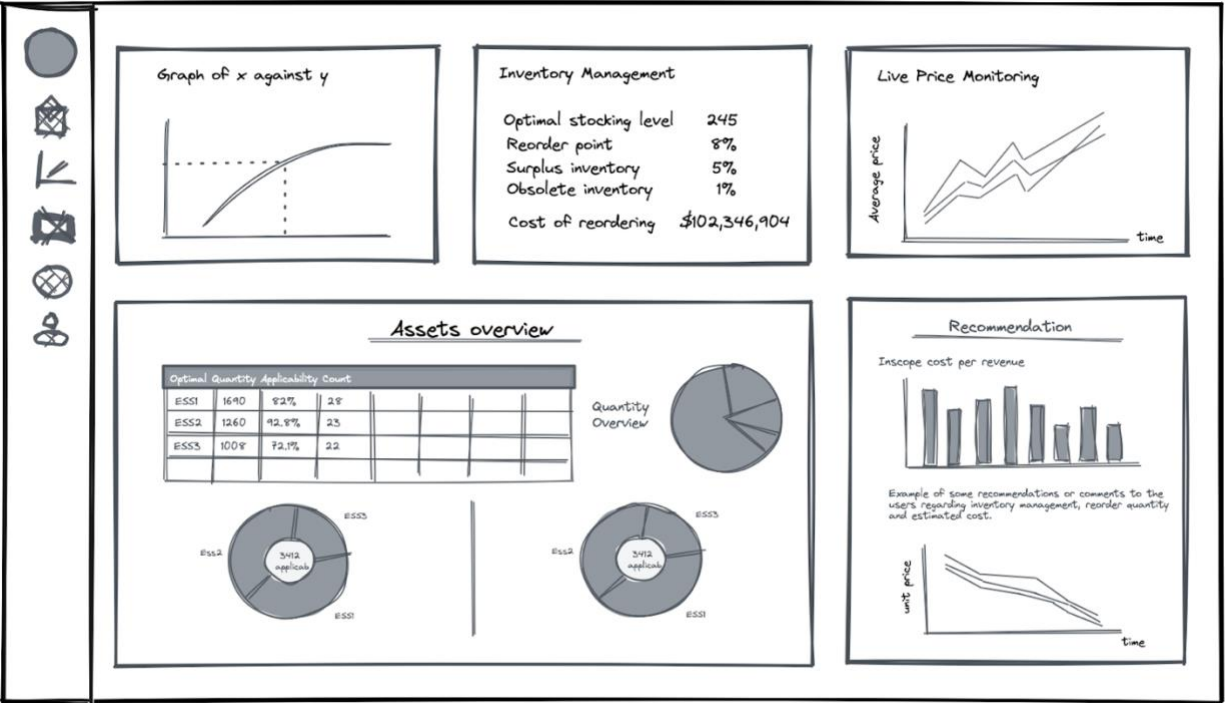 Graph of x against y
Inventory Management
Optimal stocking level 245
Reorder point 8%
Surplus inventory 5%
Obsolete inventory 1%
Cost of reordering $102,346,904
Live Price Monitoring
Average price
time
Assets overview
Optimal Quantity Applicability Count
ESS1 1690 82% 28
ESS2 1260 92.8% 23
ESS3 1008 72.1% 22
Quantity
Overview
ESS3
Ess2
3412
applicab
ESS1
ESS3
Ess2
3412
applicab
ESS1
Recommendation
Inscope cost per revenue
Example of some recommendations or comments to the
users regarding inventory management, reorder quantity
and estimated cost.
unit price
time